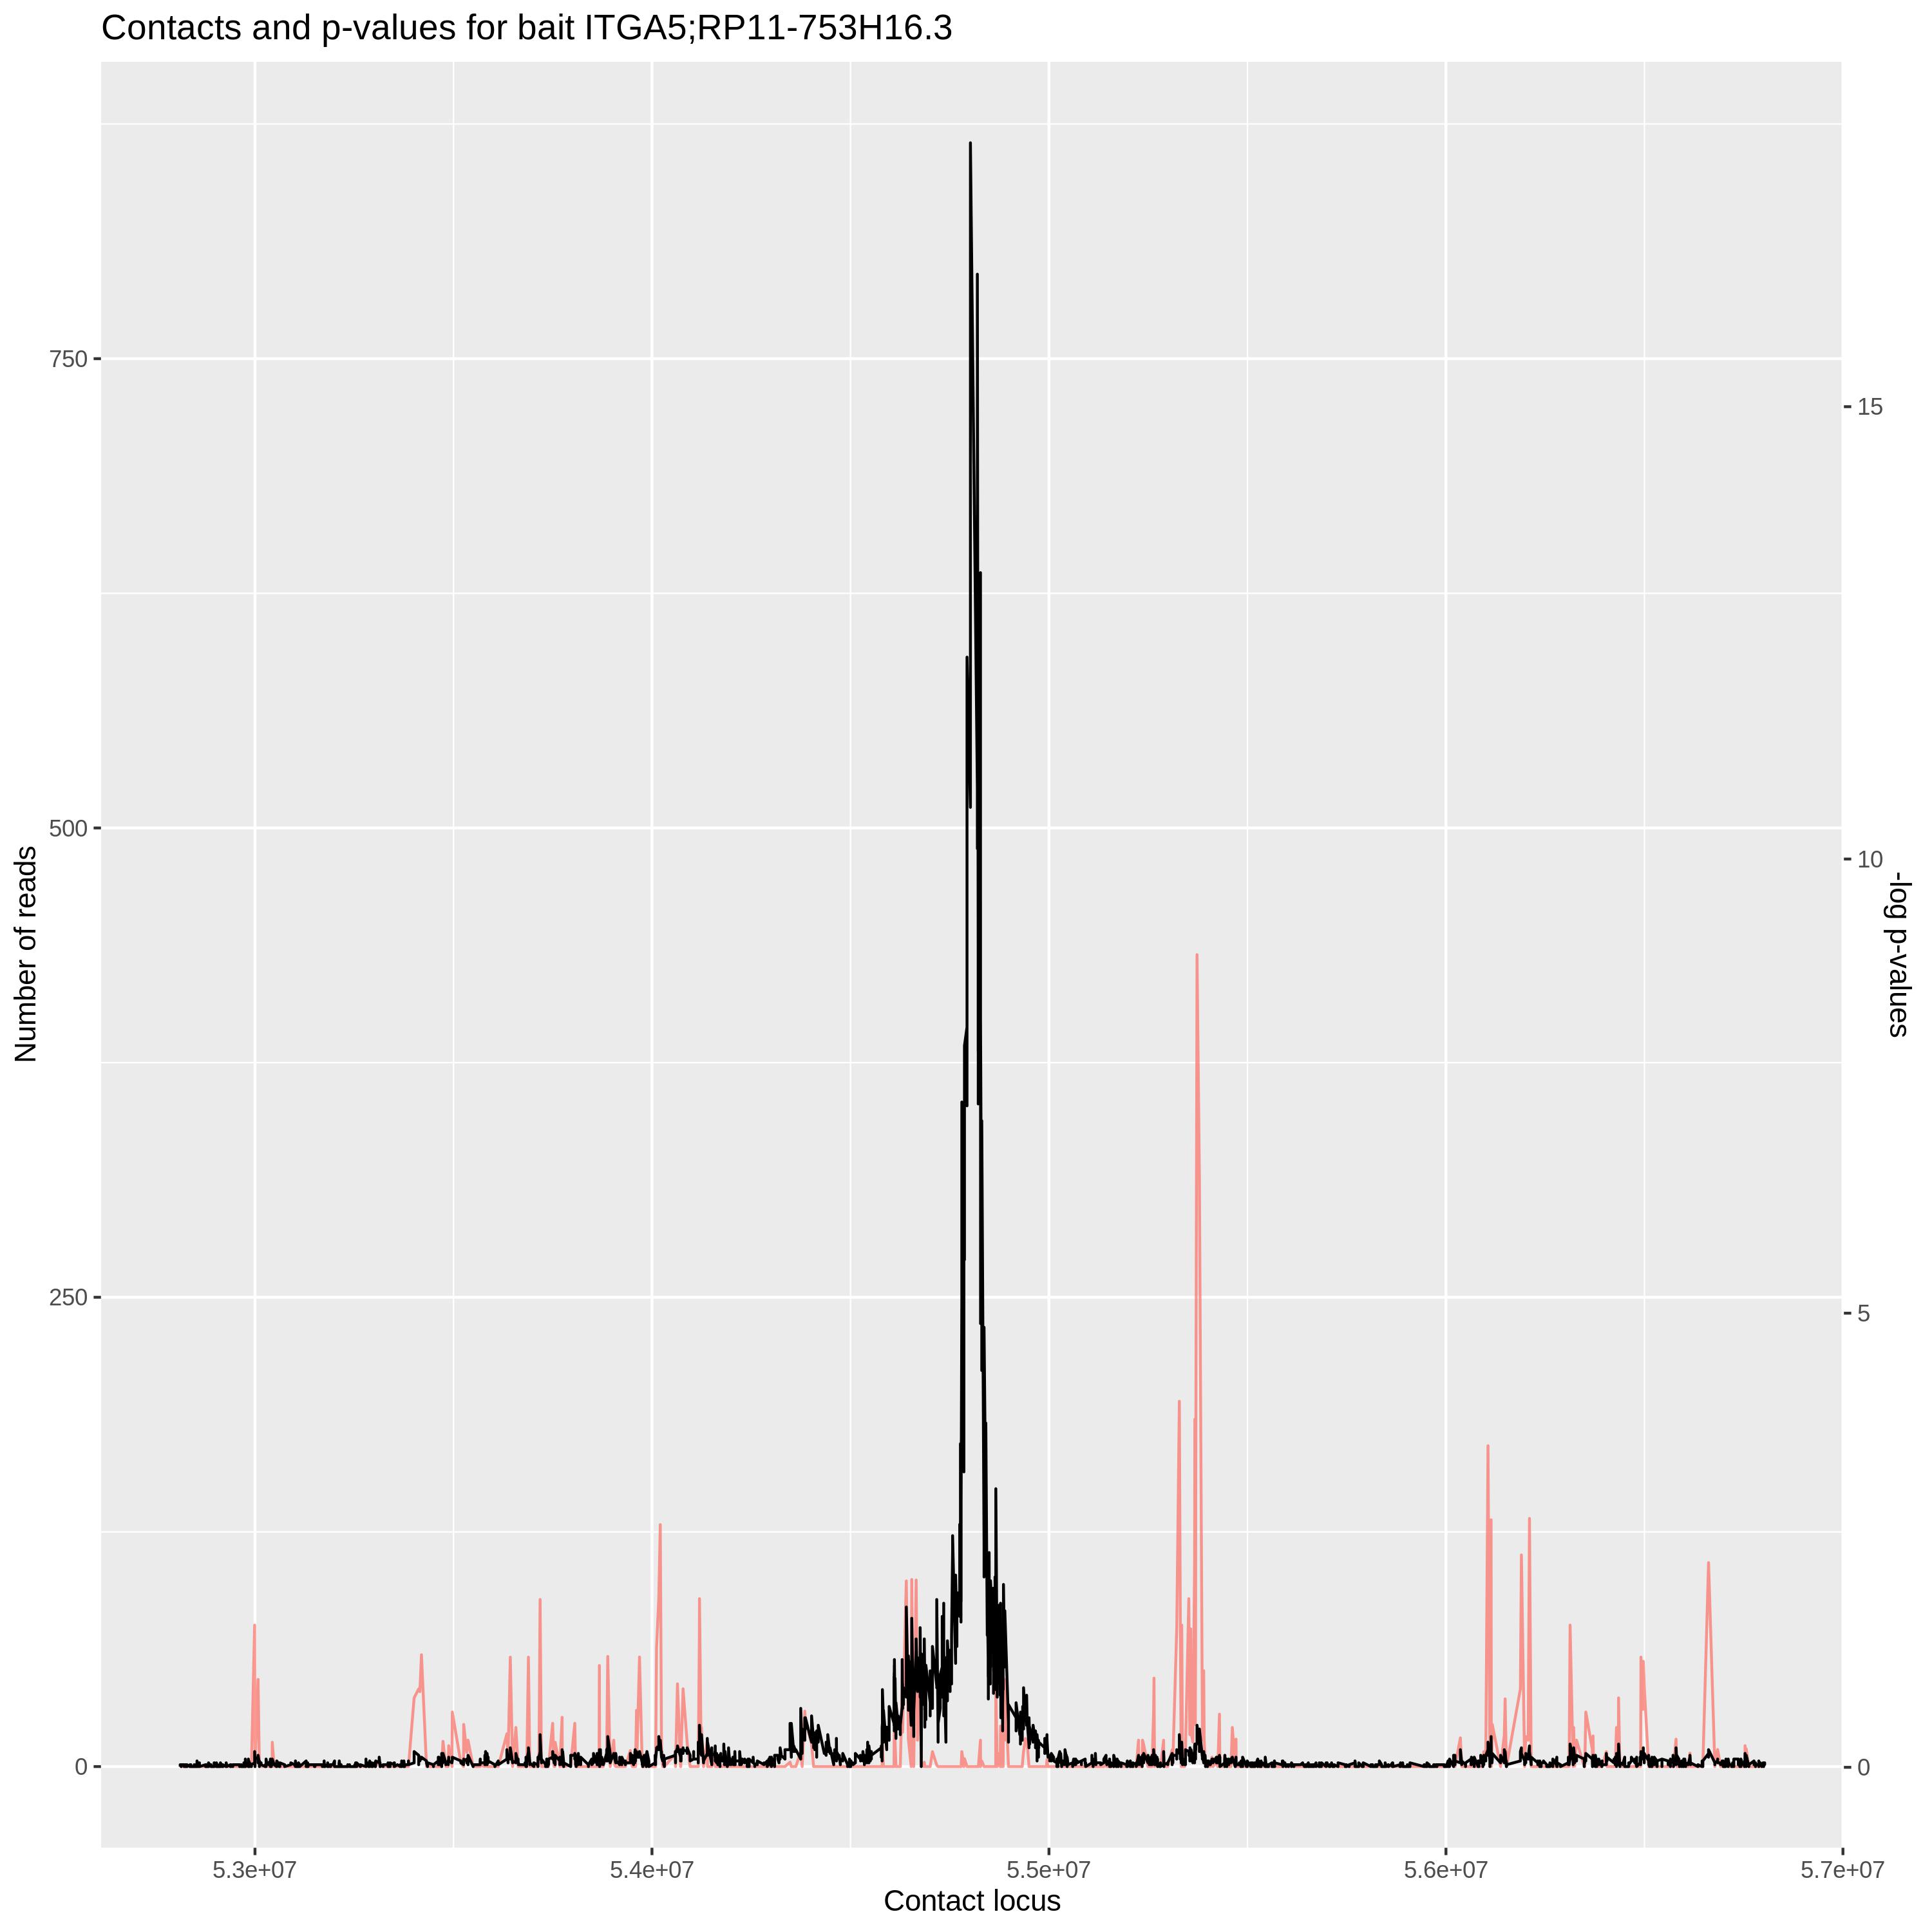 Contacts and p-values for bait ITGA5;RP11-753H16.3
750
500
250
0
Number of reads
15
10
5
0
-log p-values
5.3e+07
5.4e+07
5.5e+07
5.6e+07
5.7e+07
Contact locus